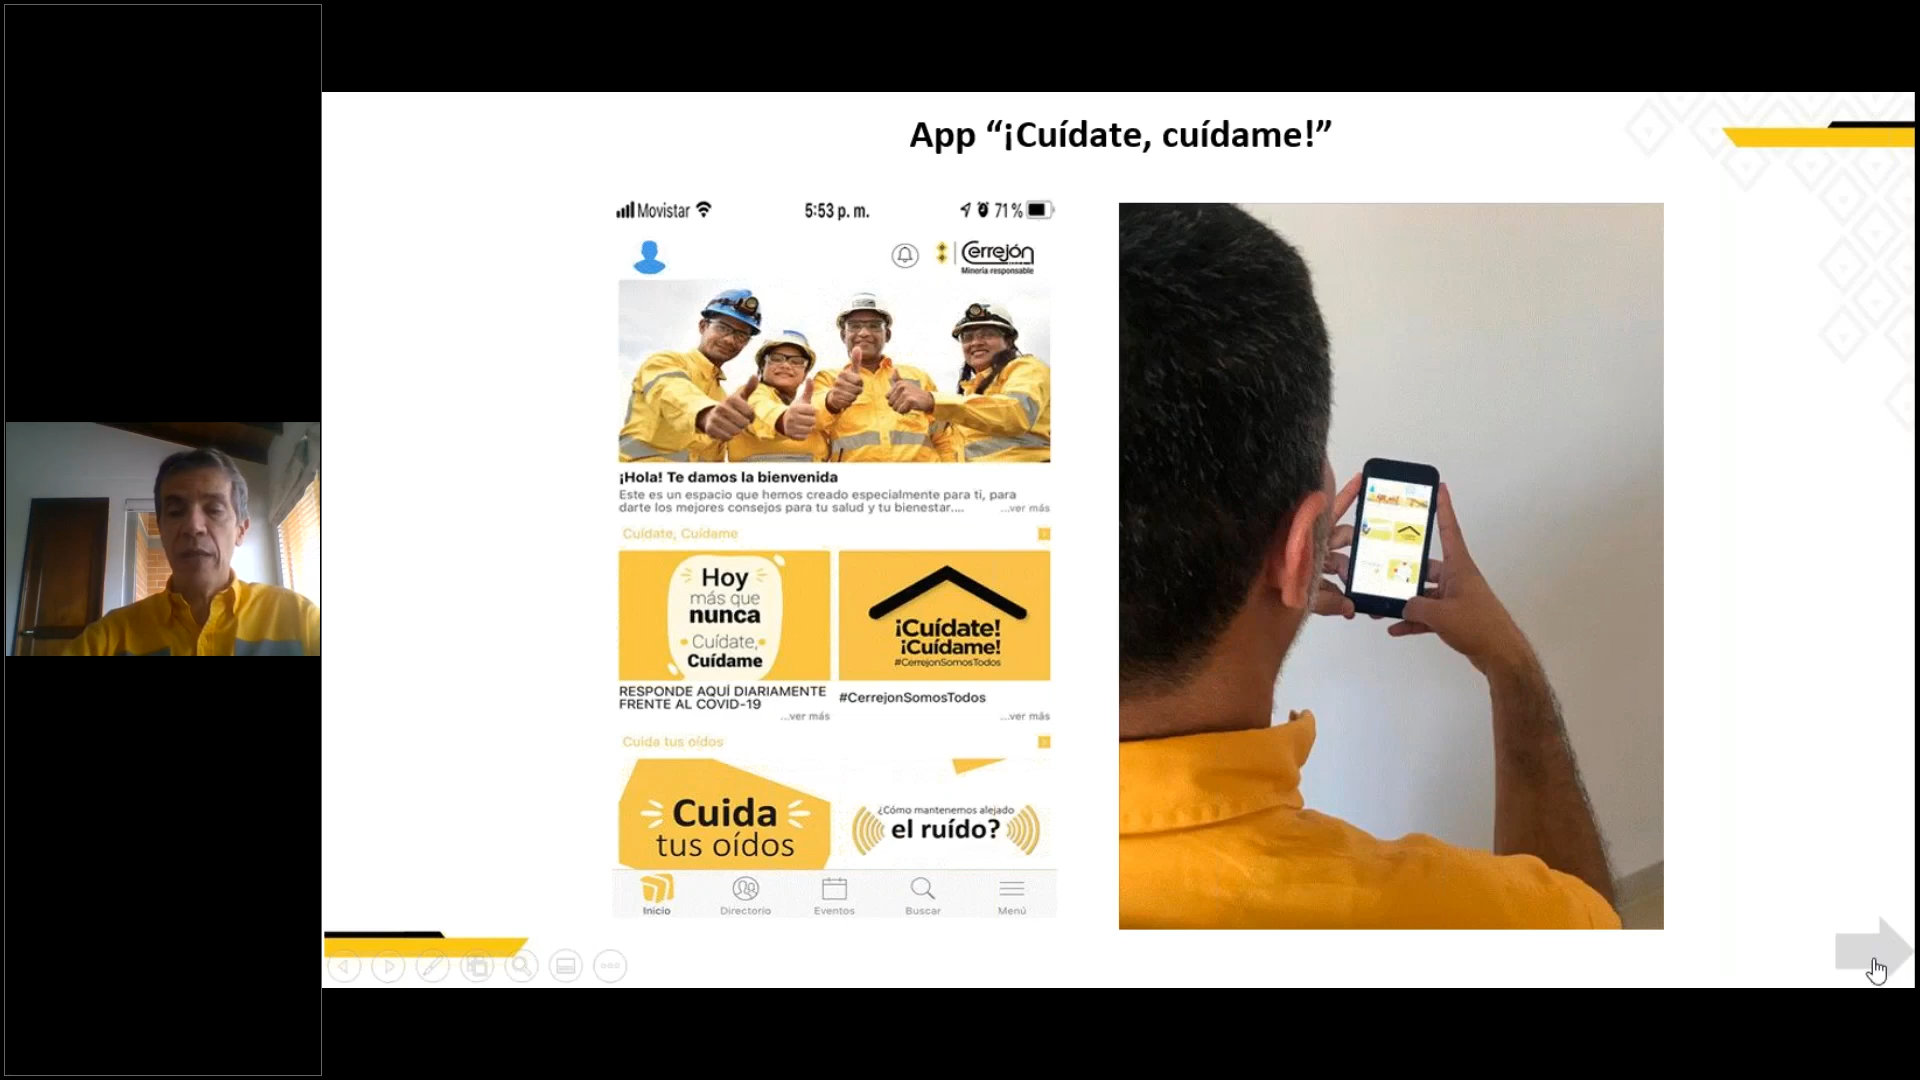 App “¡Cuídate, cuídame!”
Movistar
5:53 p. m.
71 %
Cerrejón
Minería responsable
¡Hola! Te damos la bienvenida
Este es un espacio que hemos creado especialmente para ti, para
darte los mejores consejos para tu salud y tu bienestar....
...ver más
Cuídate, Cuídame
Hoy
más que
nunca
Cuídate,
Cuídame
¡Cuídate!
¡Cuídame!
#CerrejonSomosTodos
RESPONDE AQUÍ DIARIAMENTE
FRENTE AL COVID-19
...ver más
#CerrejonSomosTodos
...ver más
Cuida tus oídos
Cuida
tus oídos
¿Cómo mantenemos alejado
el ruído?
Inicio
Directorio
Eventos
Buscar
Menú